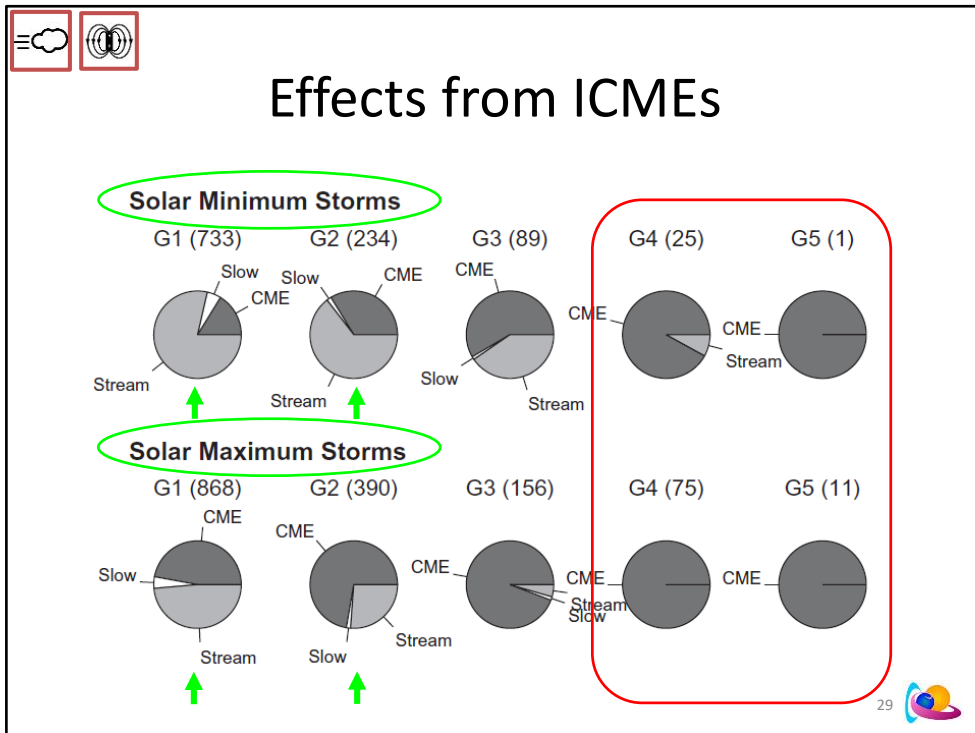 Effects from ICMEs
Solar Minimum Storms
G1 (733)
G2 (234)
G3 (89)
G4 (25)
G5 (1)
Slow
CME
Stream
Slow
CME
Stream
CME
Slow
Stream
CME
Stream
CME
Solar Maximum Storms
G1 (868)
G2 (390)
G3 (156)
G4 (75)
G5 (11)
CME
Slow
Stream
CME
Slow
Stream
CME
Stream
Slow
CME
CME
29